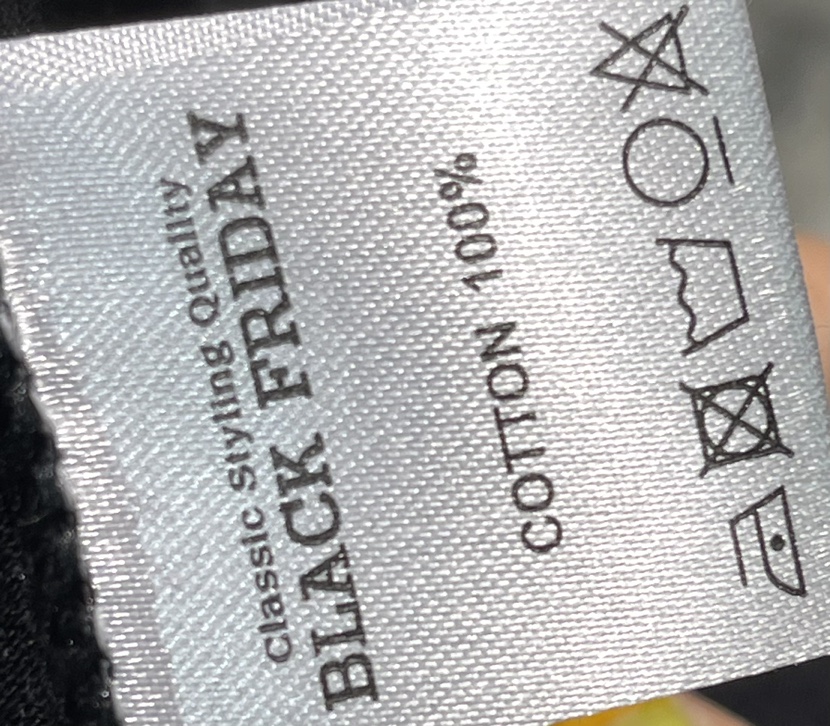 Classic Styling Quality
BLACK FRIDAY
COTTON 100%